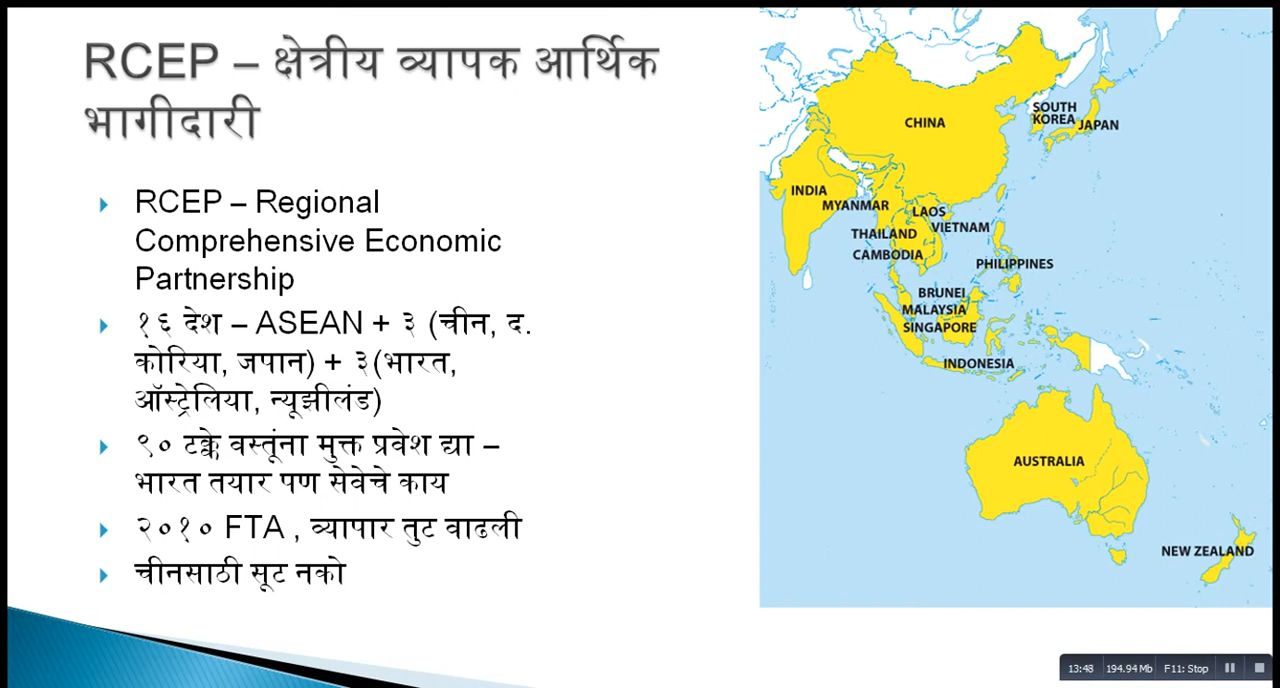 RCEP – क्षेत्रीय व्यापक आर्थिक
भागीदारी
RCEP – Regional
Comprehensive Economic
Partnership
१६ देश – ASEAN + ३ (चीन, द.
कोरिया, जपान) + ३(भारत,
ऑस्ट्रेलिया, न्यूझीलंड)
९० टक्के वस्तूंना मुक्त प्रवेश द्या –
भारत तयार पण सेवेचे काय
२०१० FTA , व्यापार तुट वाढली
चीनसाठी सूट नको
CHINA
SOUTH
KOREA
JAPAN
INDIA
MYANMAR
LAOS
VIETNAM
THAILAND
CAMBODIA
PHILIPPINES
BRUNEI
MALAYSIA
SINGAPORE
INDONESIA
AUSTRALIA
NEW ZEALAND
13:48 194.94 Mb F11: Stop